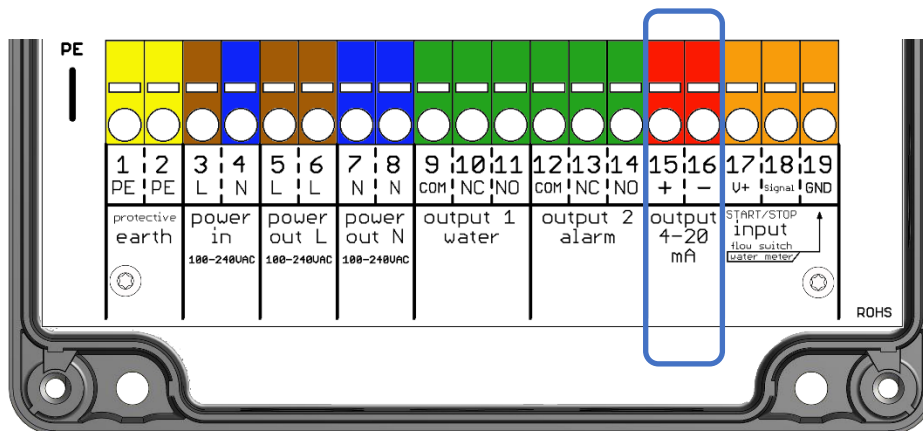 PE
1 2 3 4 5 6 7 8 9 10 11 12 13 14 15 16 17 18 19
PE PE L N L L N N COM NC NO COM NC NO + - V+ Signal GND
protective
earth
power
in
100-240VAC
power
out L
100-240VAC
power
out N
100-240VAC
output 1
water
output 2
alarm
output
4-20
mA
START/STOP
input
flow switch
water meter
ROHS